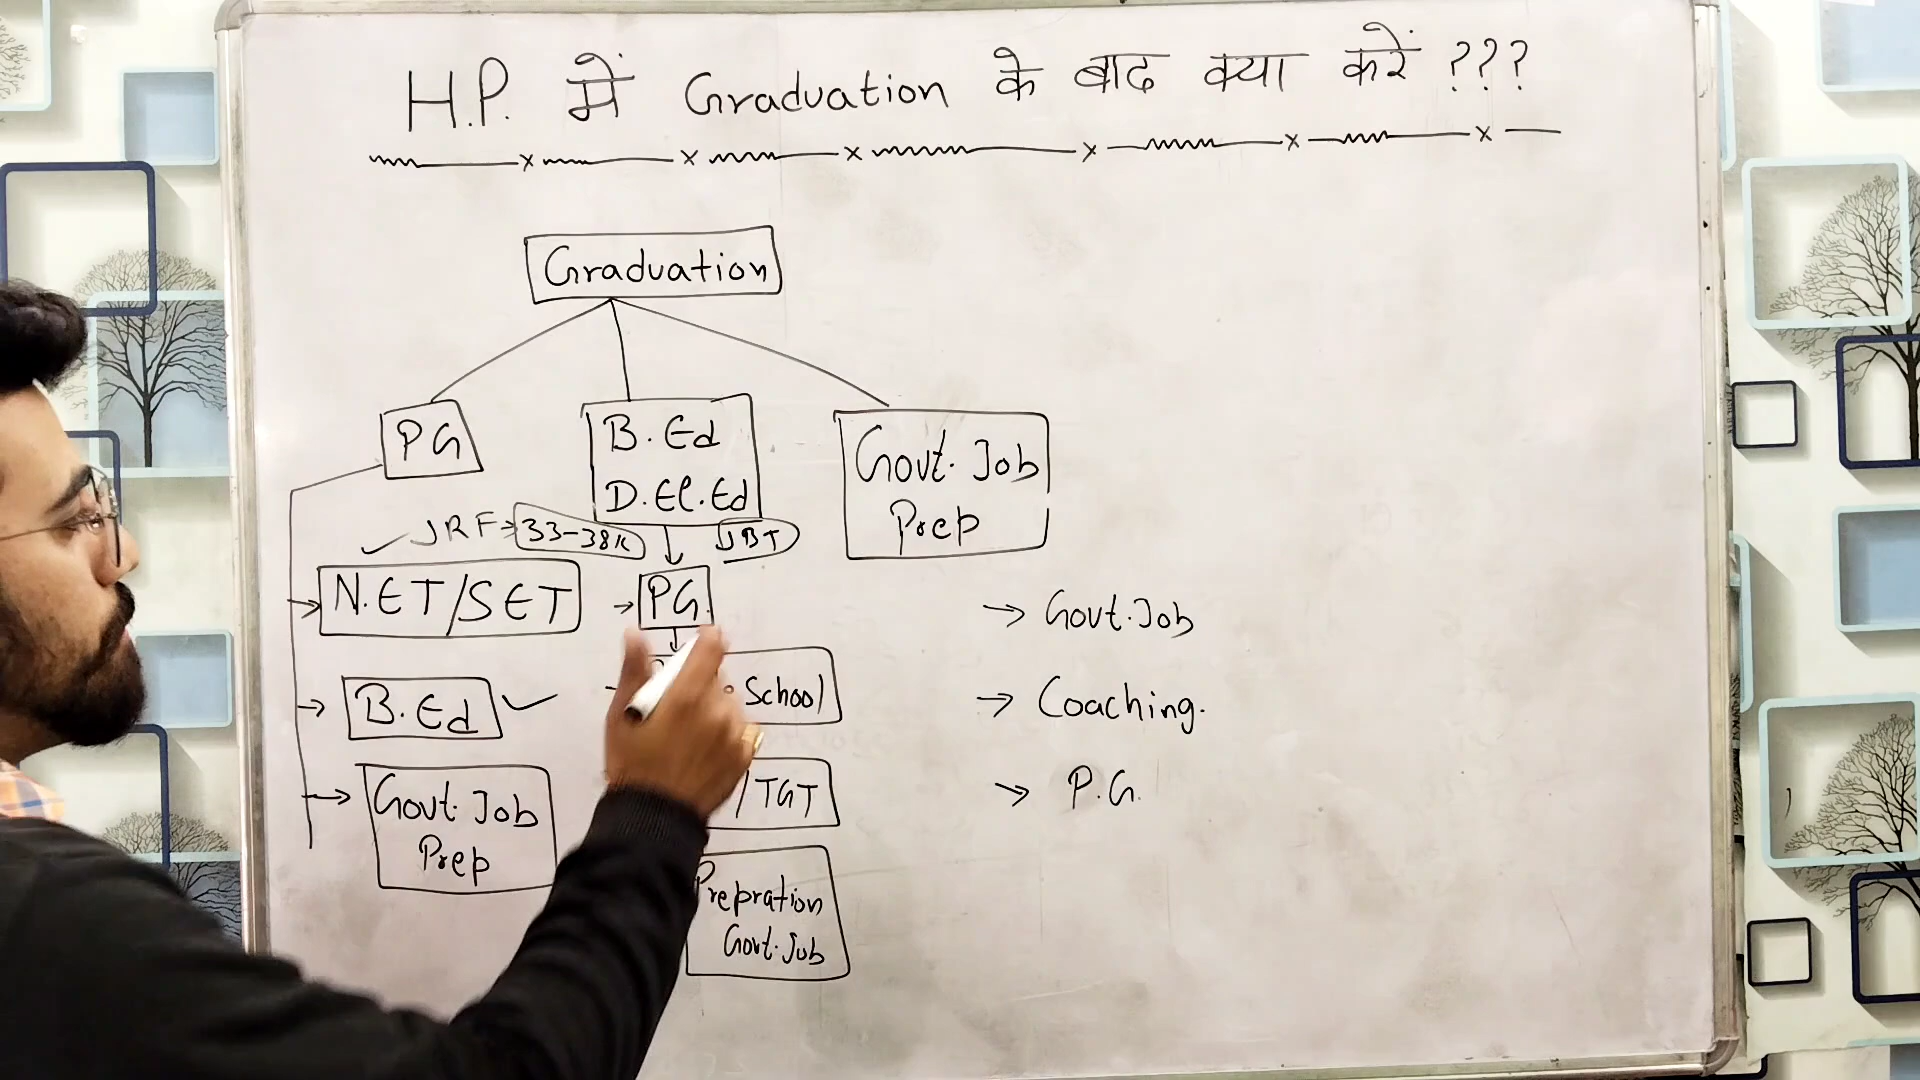 H.P. में Graduation के बाद क्या करें ???
Graduation
PG
B.Ed
D.El.Ed
Govt. Job
Prep
JRF → 33-38K
JBT
N.ET/SET
B.Ed
Govt. Job
Prep
PG.
School
/TGT
Prepration
Govt. Job
→ Govt. Job
→ Coaching.
→ P.G.